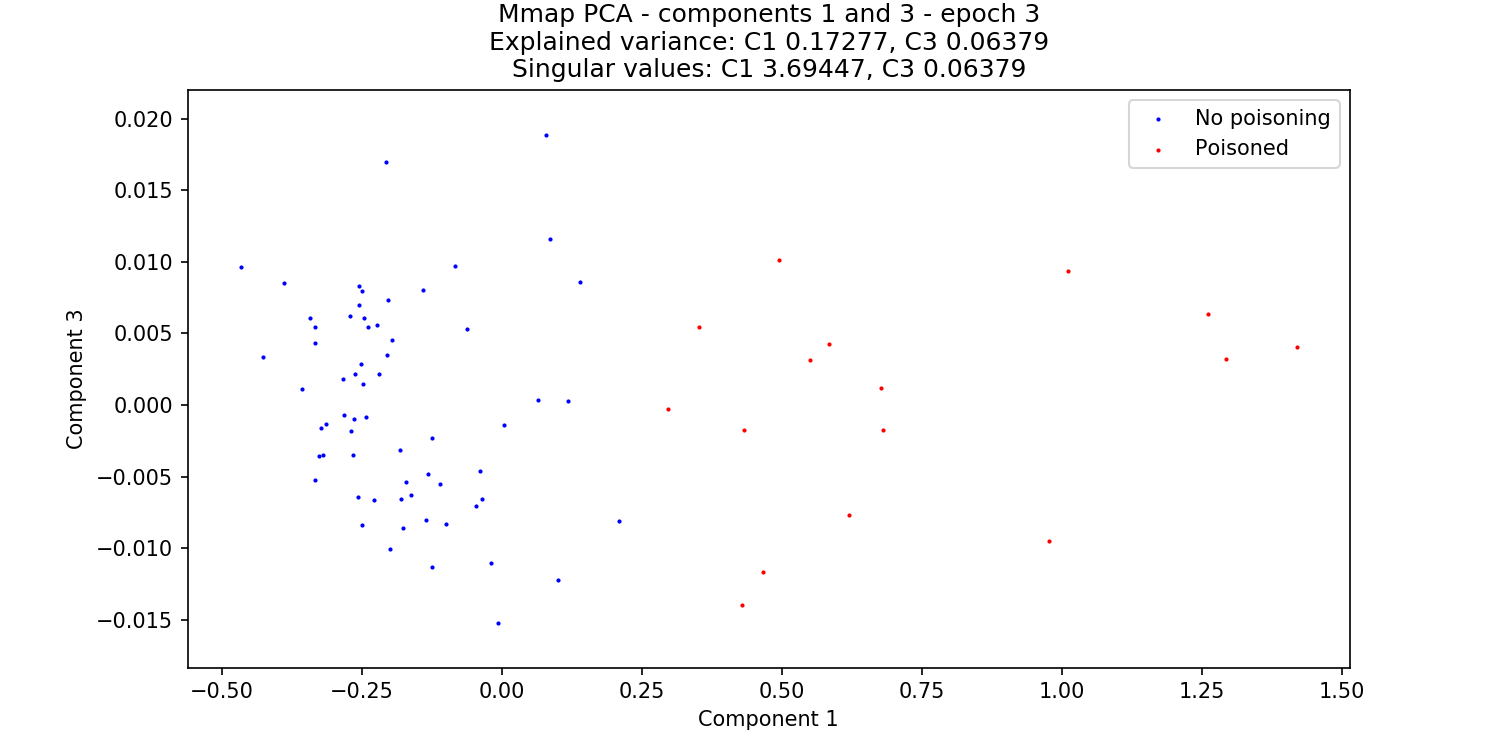 Mmap PCA - components 1 and 3 - epoch 3
Explained variance: C1 0.17277, C3 0.06379
Singular values: C1 3.69447, C3 0.06379
No poisoning
Poisoned
Component 3
0.020
0.015
0.010
0.005
0.000
−0.005
−0.010
−0.015
−0.50
−0.25
0.00
0.25
0.50
0.75
1.00
1.25
1.50
Component 1